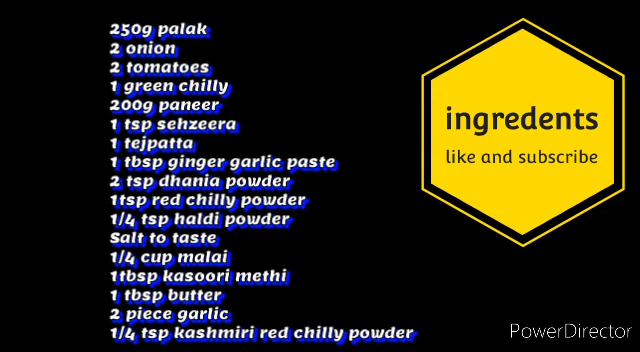 250g palak
2 onion
2 tomatoes
1 green chilly
200g paneer
1 tsp sehzeera
1 tejpatta
1 tbsp ginger garlic paste
2 tsp dhania powder
1tsp red chilly powder
1/4 tsp haldi powder
Salt to taste
1/4 cup malai
1tbsp kasoori methi
1 tbsp butter
2 piece garlic
1/4 tsp kashmiri red chilly powder
ingredents
like and subscribe
PowerDirector